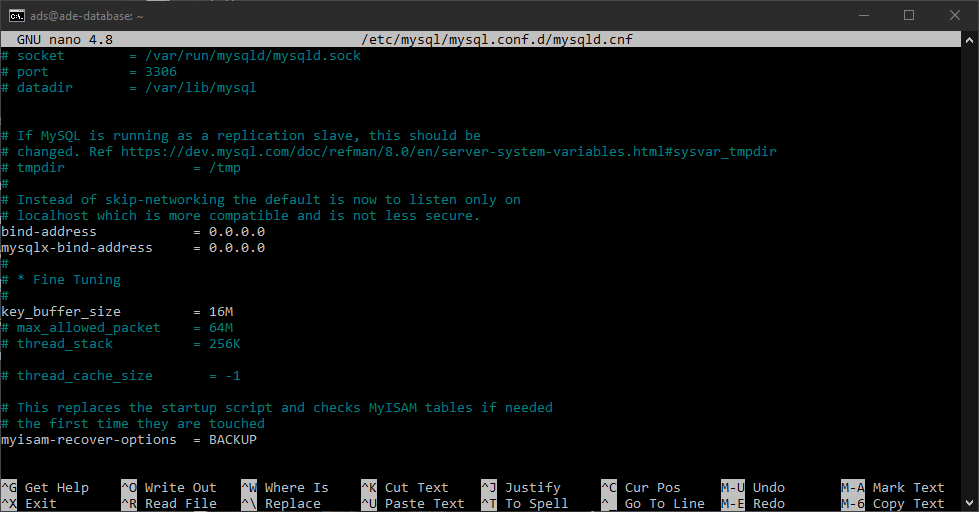 ads@ade-database: ~
GNU nano 4.8 /etc/mysql/mysql.conf.d/mysqld.cnf
# socket = /var/run/mysqld/mysqld.sock
# port = 3306
# datadir = /var/lib/mysql
# If MySQL is running as a replication slave, this should be
# changed. Ref https://dev.mysql.com/doc/refman/8.0/en/server-system-variables.html#sysvar_tmpdir
# tmpdir = /tmp
#
# Instead of skip-networking the default is now to listen only on
# localhost which is more compatible and is not less secure.
bind-address = 0.0.0.0
mysqlx-bind-address = 0.0.0.0
#
# * Fine Tuning
#
key_buffer_size = 16M
# max_allowed_packet = 64M
# thread_stack = 256K
# thread_cache_size = -1
# This replaces the startup script and checks MyISAM tables if needed
# the first time they are touched
myisam-recover-options = BACKUP
^G Get Help ^O Write Out ^W Where Is ^K Cut Text ^J Justify ^C Cur Pos M-U Undo M-A Mark Text
^X Exit ^R Read File ^\ Replace ^U Paste Text ^T To Spell ^_ Go To Line M-E Redo M-6 Copy Text